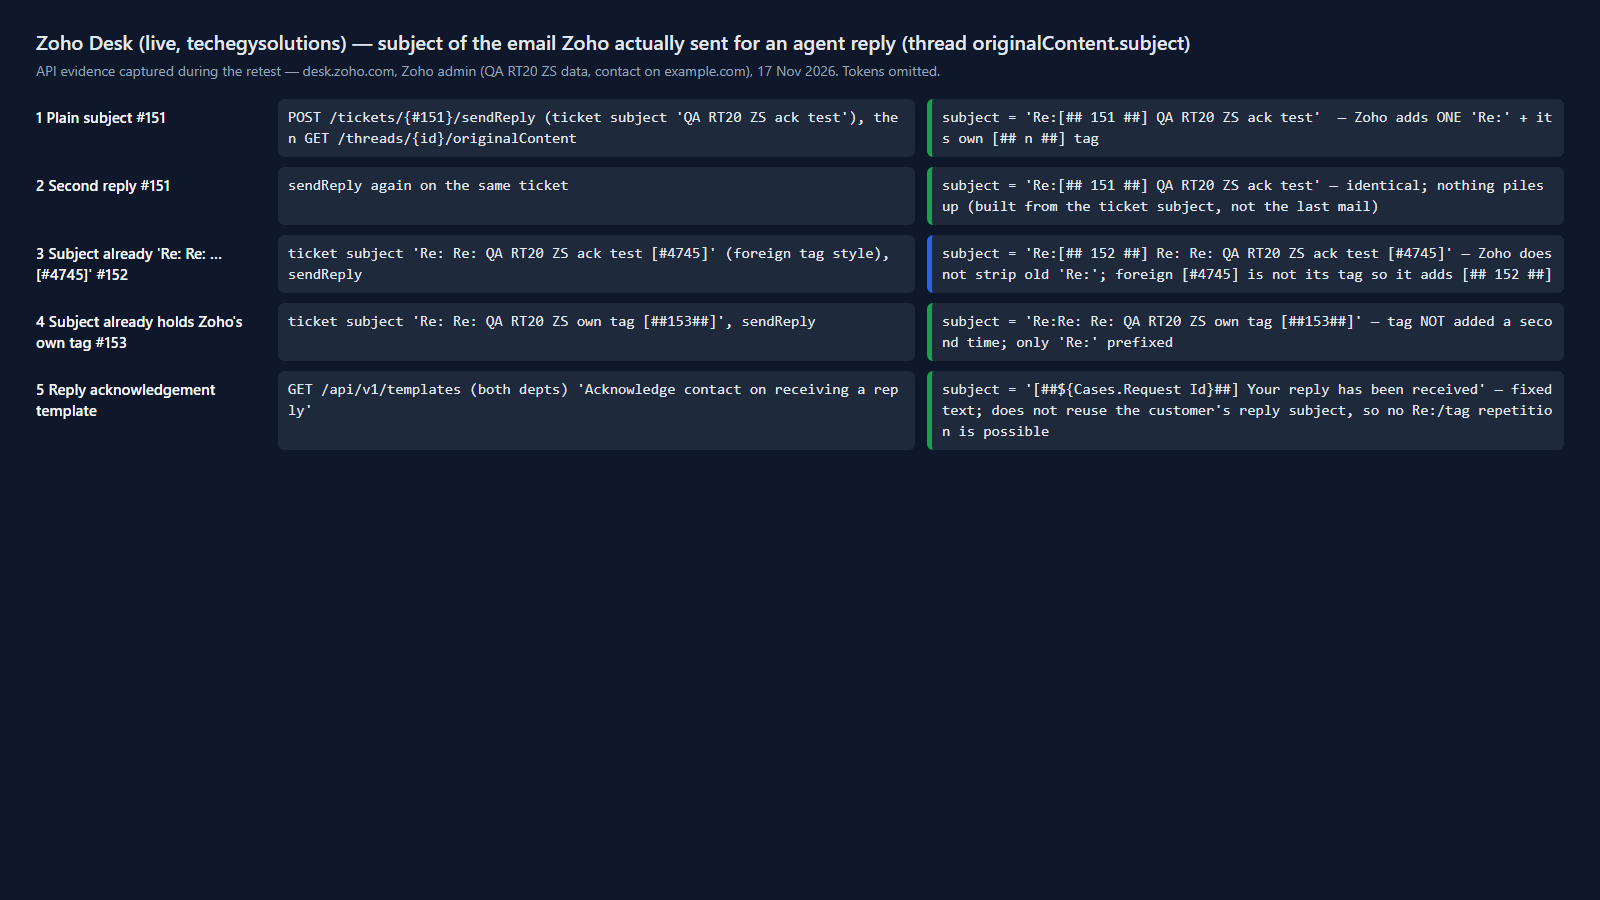 Zoho Desk (live, techegysolutions) — subject of the email Zoho actually sent for an agent reply (thread originalContent.subject)
API evidence captured during the retest — desk.zoho.com, Zoho admin (QA RT20 ZS data, contact on example.com), 17 Nov 2026. Tokens omitted.
1 Plain subject #151
POST /tickets/{#151}/sendReply (ticket subject 'QA RT20 ZS ack test'), the
n GET /threads/{id}/originalContent
subject = 'Re:[## 151 ##] QA RT20 ZS ack test'  — Zoho adds ONE 'Re:' + it
s own [## n ##] tag
2 Second reply #151
sendReply again on the same ticket
subject = 'Re:[## 151 ##] QA RT20 ZS ack test' — identical; nothing piles
up (built from the ticket subject, not the last mail)
3 Subject already 'Re: Re: ...
[#4745]' #152
ticket subject 'Re: Re: QA RT20 ZS ack test [#4745]' (foreign tag style),
sendReply
subject = 'Re:[## 152 ##] Re: Re: QA RT20 ZS ack test [#4745]' — Zoho does
not strip old 'Re:'; foreign [#4745] is not its tag so it adds [## 152 ##]
4 Subject already holds Zoho's
own tag #153
ticket subject 'Re: Re: QA RT20 ZS own tag [##153##]', sendReply
subject = 'Re:Re: Re: QA RT20 ZS own tag [##153##]' — tag NOT added a seco
nd time; only 'Re:' prefixed
5 Reply acknowledgement
template
GET /api/v1/templates (both depts) 'Acknowledge contact on receiving a rep
ly'
subject = '[##${Cases.Request Id}##] Your reply has been received' — fixed
text; does not reuse the customer's reply subject, so no Re:/tag repetitio
n is possible